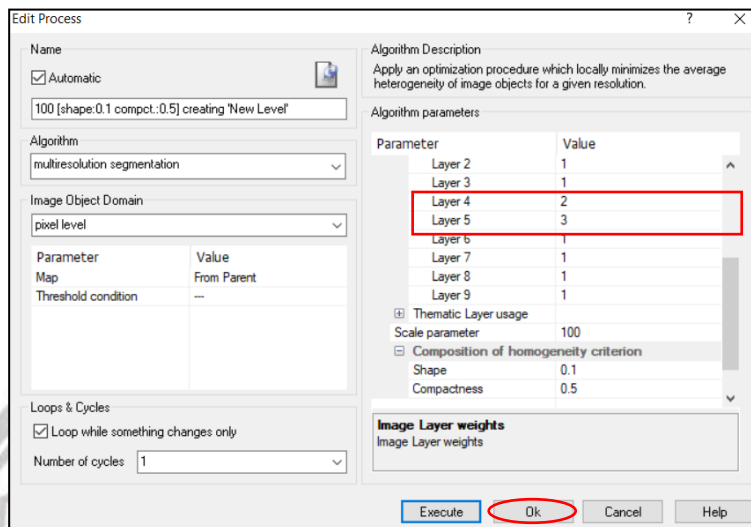 Edit Process
? ×
Name
Automatic
100 [shape:0.1 compct.:0.5] creating 'New Level'
Algorithm
multiresolution segmentation
Image Object Domain
pixel level
Parameter Value
Map From Parent
Threshold condition ---
Loops & Cycles
Loop while something changes only
Number of cycles 1
Algorithm Description
Apply an optimization procedure which locally minimizes the average
heterogeneity of image objects for a given resolution.
Algorithm parameters
Parameter Value
Layer 2 1
Layer 3 1
Layer 4 2
Layer 5 3
Layer 6 1
Layer 7 1
Layer 8 1
Layer 9 1
Thematic Layer usage
Scale parameter 100
Composition of homogeneity criterion
Shape 0.1
Compactness 0.5
Image Layer weights
Image Layer weights
Execute Ok Cancel Help